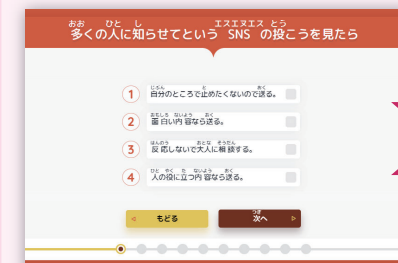 多くの人に知らせてという SNS の投こうを見たら
1 自分のところで止めたくないので送る。
2 面白い内容なら送る。
3 反応しないで大人に相談する。
4 人の役に立つ内容なら送る。
もどる
次へ